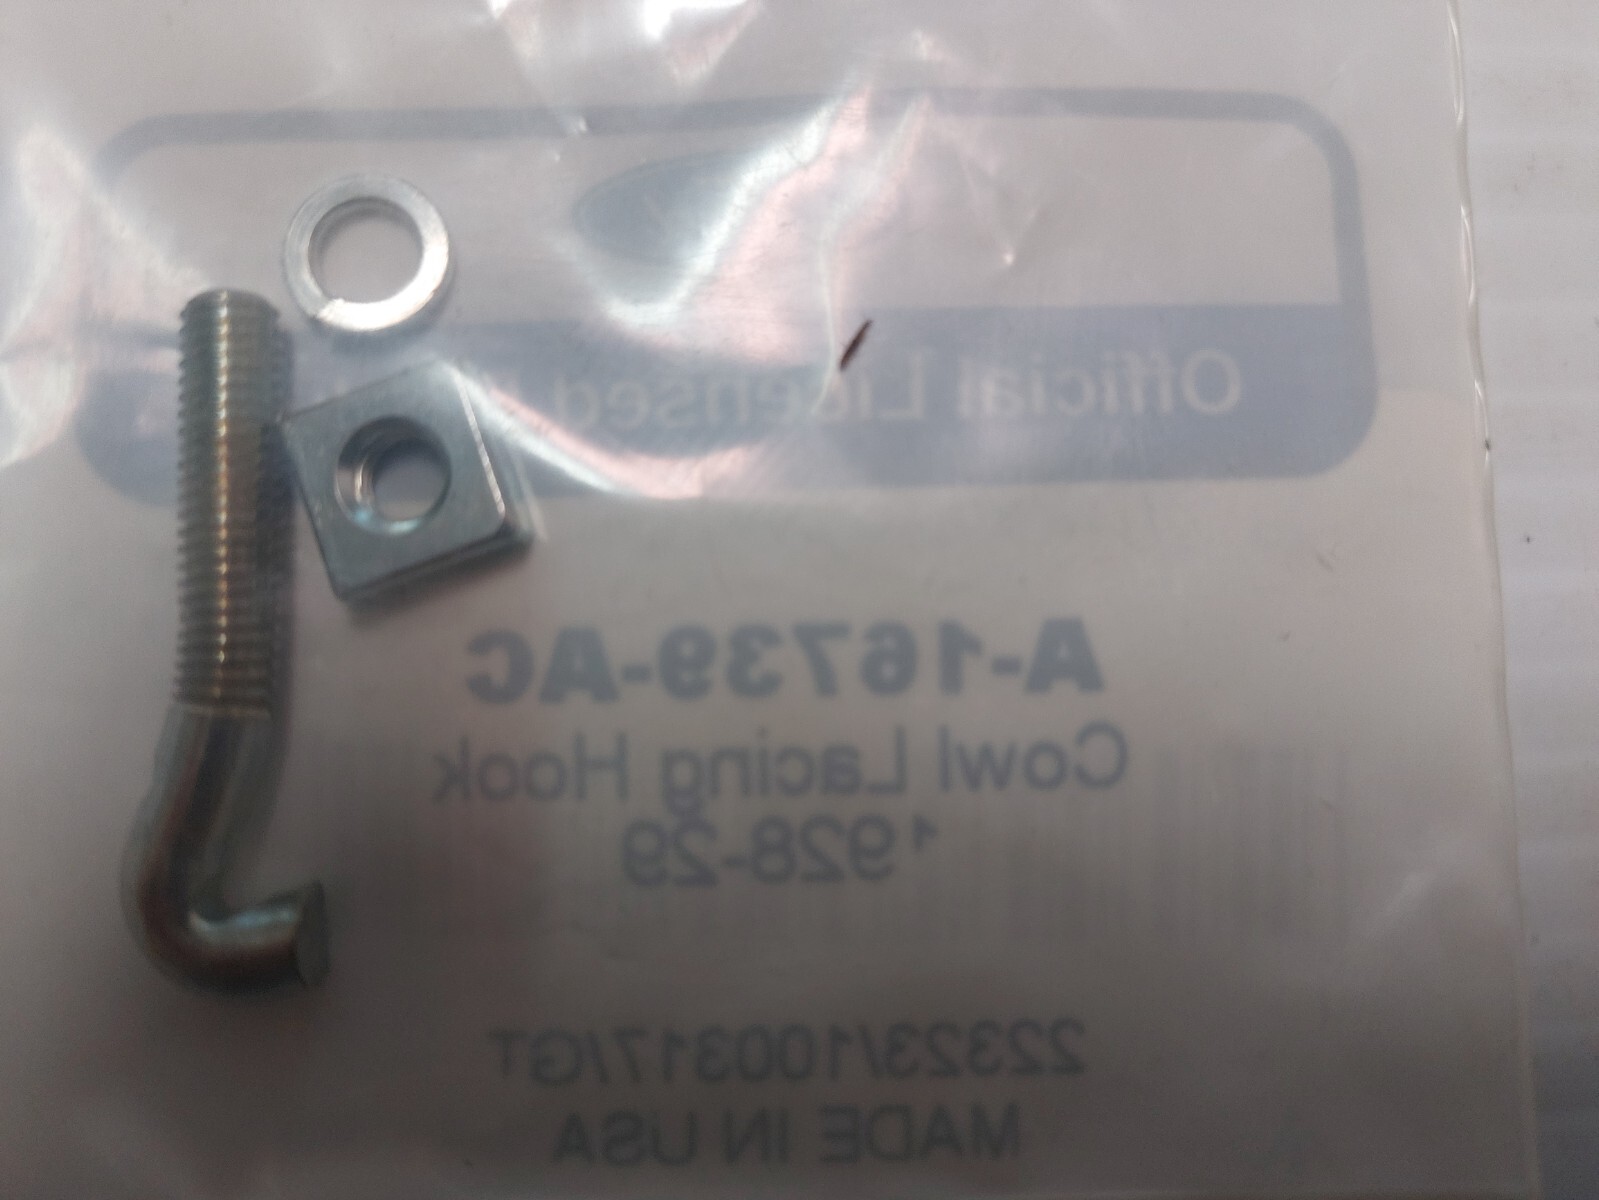 Official Licensed
A-16739-AC
Cowl Lacing Hook
1928-29
22323/100317/GT
MADE IN USA